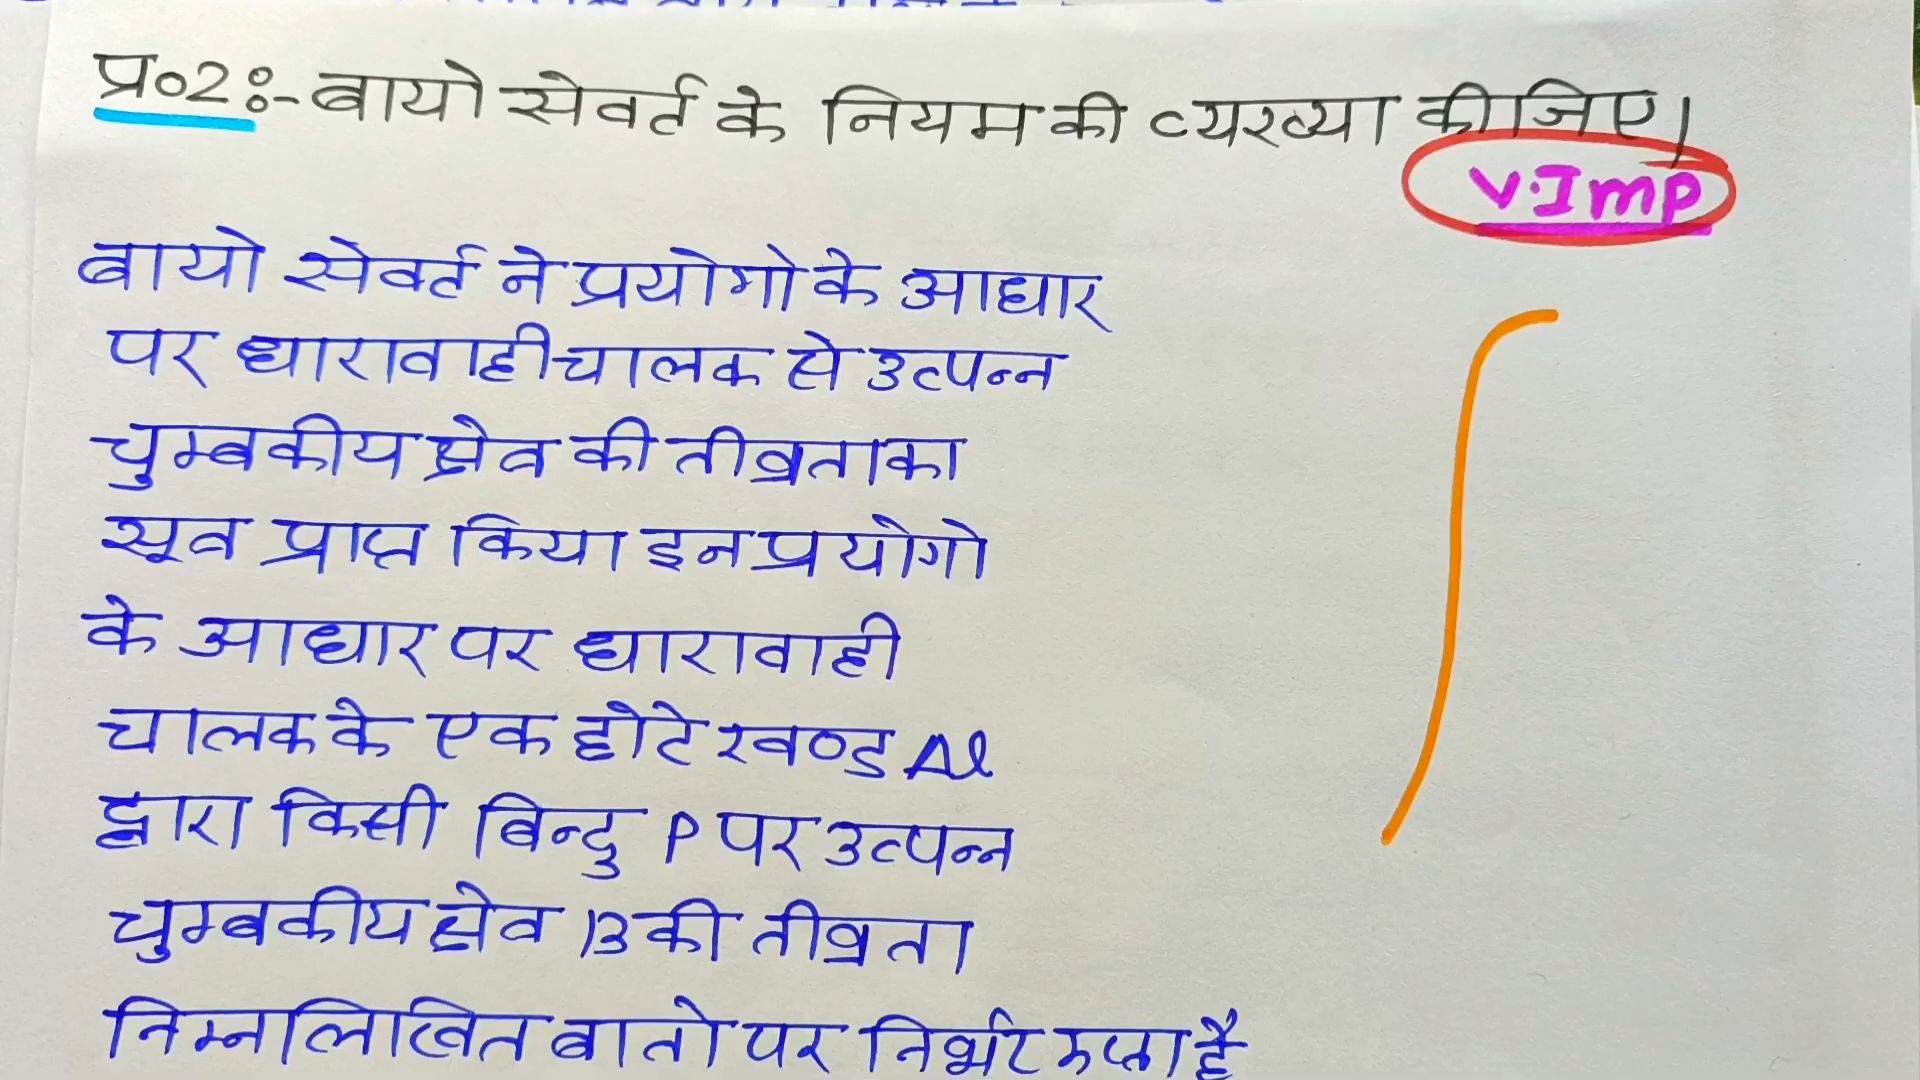 प्र०2ः- बायो सेवर्ट के नियम की व्यख्या कीजिए।
V.Imp
बायो सेवर्ट ने प्रयोगो के आधार
पर धारावाही चालक से उत्पन्न
चुम्बकीय क्षेत्र की तीव्रता का
सूत्र प्राप्त किया इन प्रयोगो
के आधार पर धारावाही
चालक के एक छोटे खण्ड Δl
द्वारा किसी बिन्दु P पर उत्पन्न
चुम्बकीय क्षेत्र B की तीव्रता
निम्नलिखित बातो पर निर्भर करता है